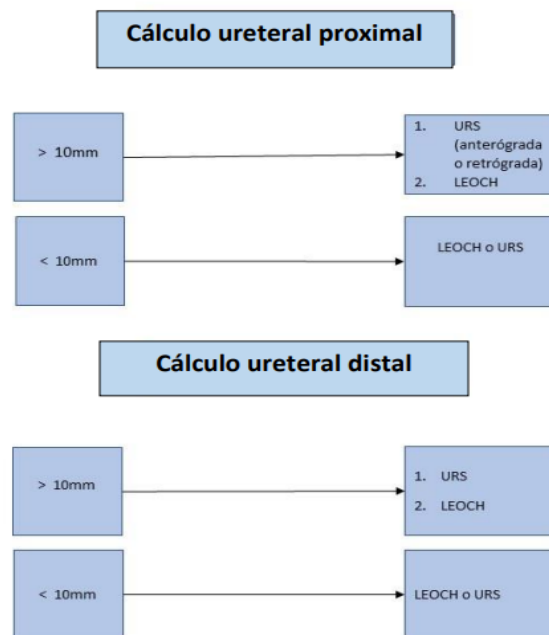 Cálculo ureteral proximal
> 10mm
1. URS
(anterógrada
o retrógrada)
2. LEOCH
< 10mm
LEOCH o URS
Cálculo ureteral distal
> 10mm
1. URS
2. LEOCH
< 10mm
LEOCH o URS